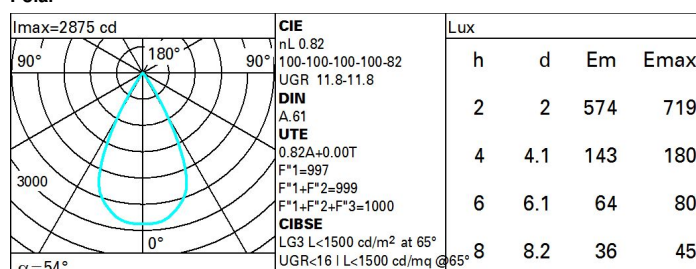 Imax=2875 cd
90°
180°
90°
3000
0°
α=54°
CIE
nL 0.82
100-100-100-100-82
UGR 11.8-11.8
DIN
A.61
UTE
0.82A+0.00T
F"1=997
F"1+F"2=999
F"1+F"2+F"3=1000
CIBSE
LG3 L<1500 cd/m² at 65°
UGR<16 | L<1500 cd/mq @65°
Lux
h d Em Emax
2 2 574 719
4 4.1 143 180
6 6.1 64 80
8 8.2 36 45